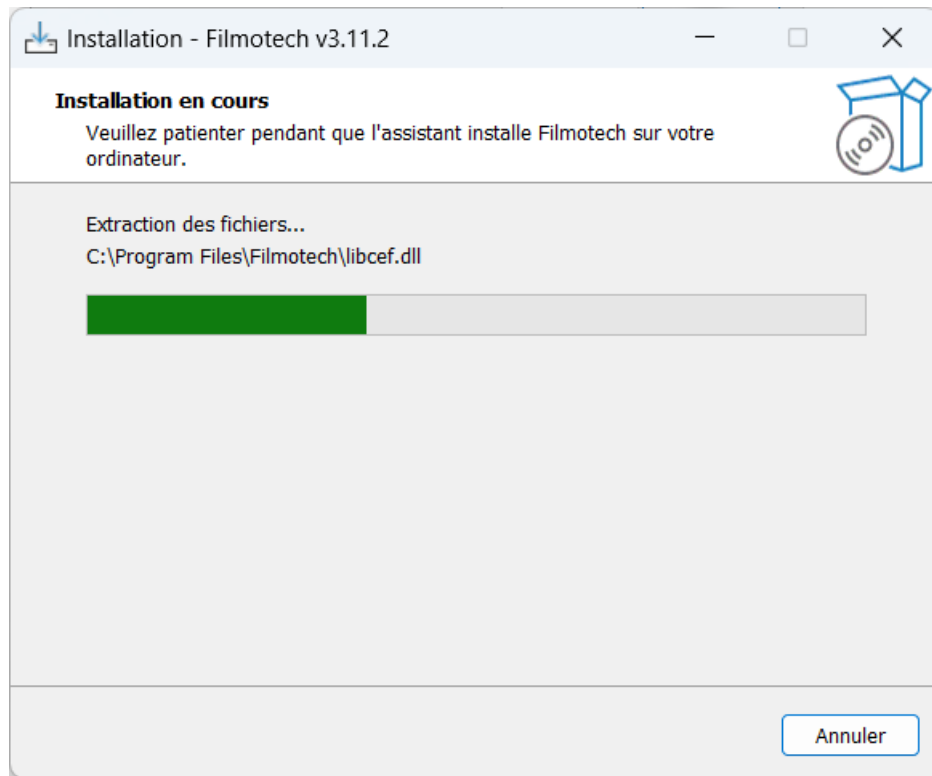 Installation - Filmotech v3.11.2
Installation en cours
Veuillez patienter pendant que l'assistant installe Filmotech sur votre
ordinateur.
Extraction des fichiers...
C:\Program Files\Filmotech\libcef.dll
Annuler